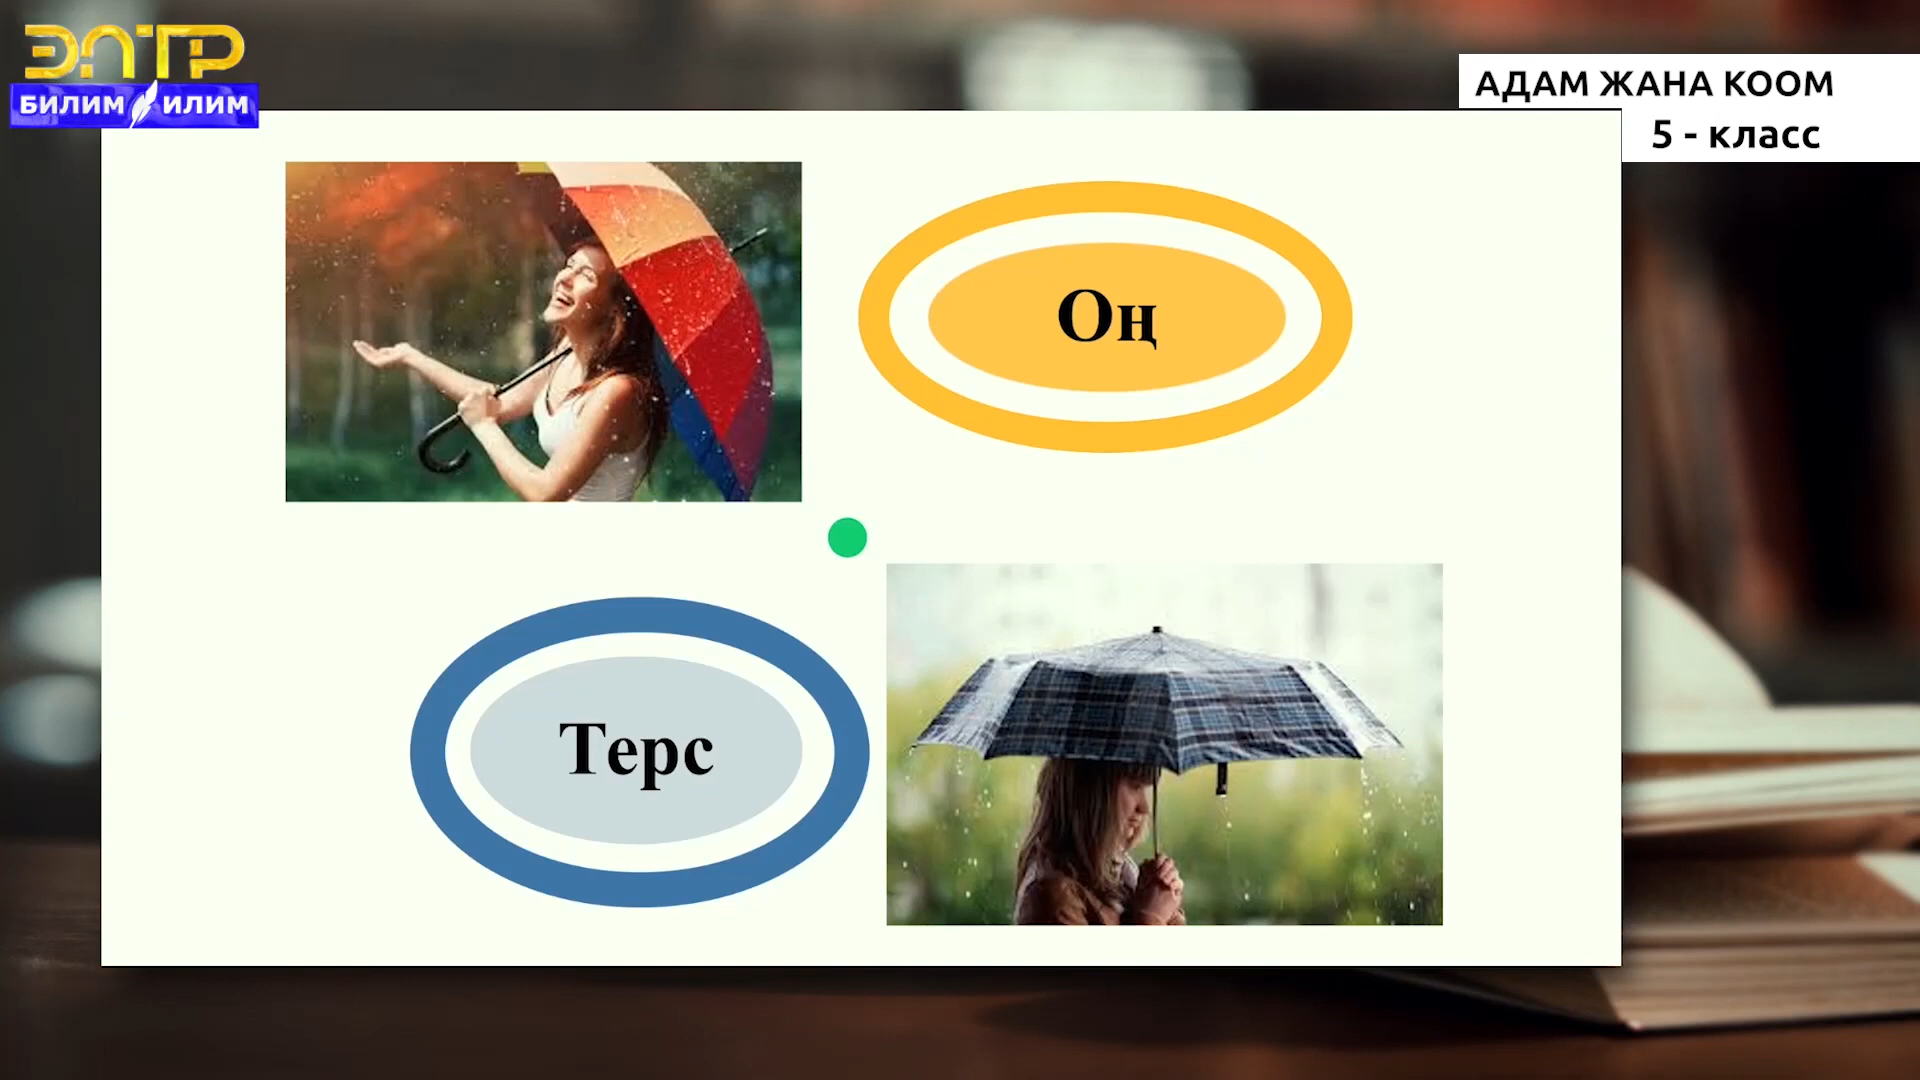 ЭЛТР
БИЛИМ ИЛИМ
АДАМ ЖАНА КООМ
5 - класс
Оң
Терс